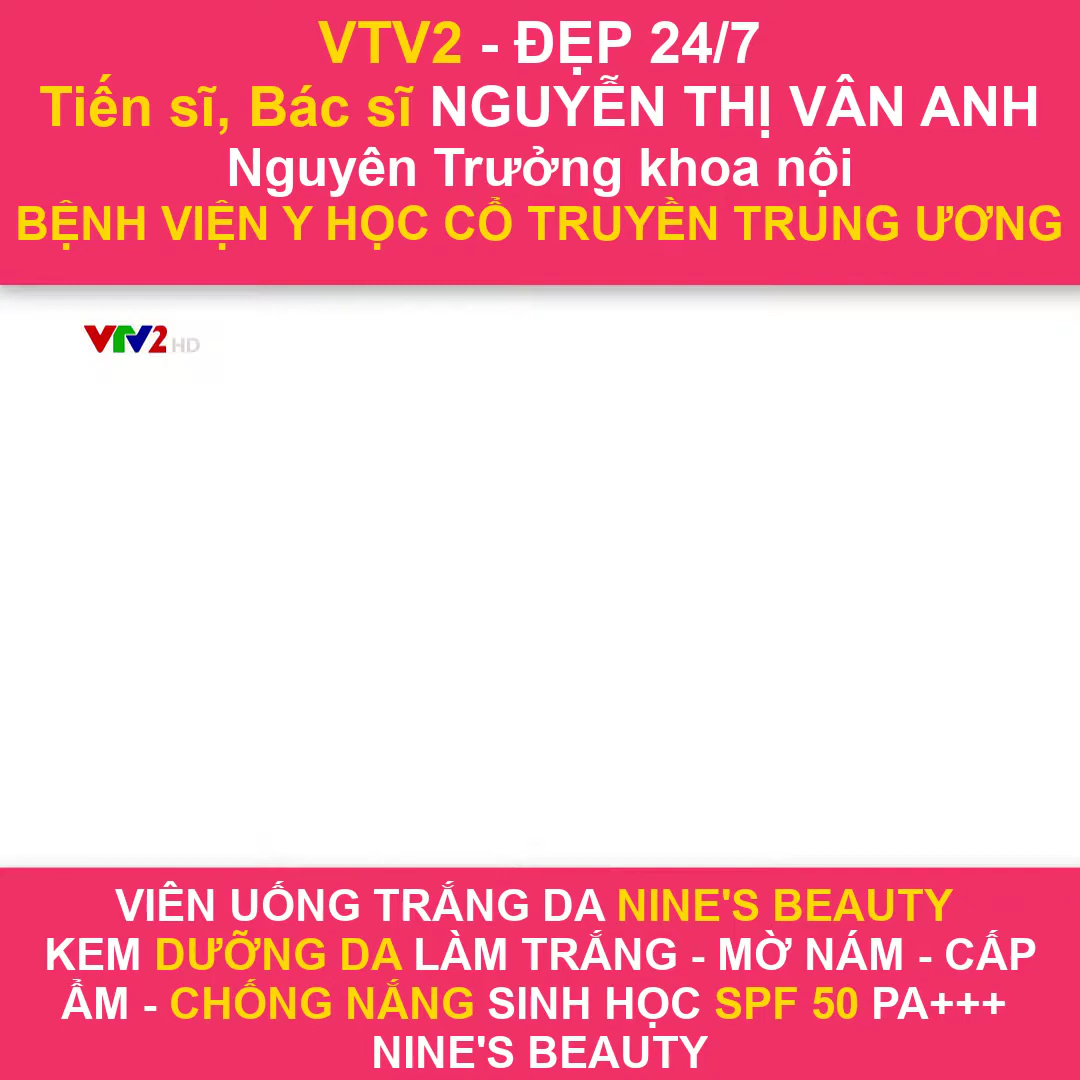 VTV2 - ĐẸP 24/7
Tiến sĩ, Bác sĩ NGUYỄN THỊ VÂN ANH
Nguyên Trưởng khoa nội
BỆNH VIỆN Y HỌC CỔ TRUYỀN TRUNG ƯƠNG
VTV2 HD
VIÊN UỐNG TRẮNG DA NINE'S BEAUTY
KEM DƯỠNG DA LÀM TRẮNG - MỜ NÁM - CẤP
ẨM - CHỐNG NẮNG SINH HỌC SPF 50 PA+++
NINE'S BEAUTY